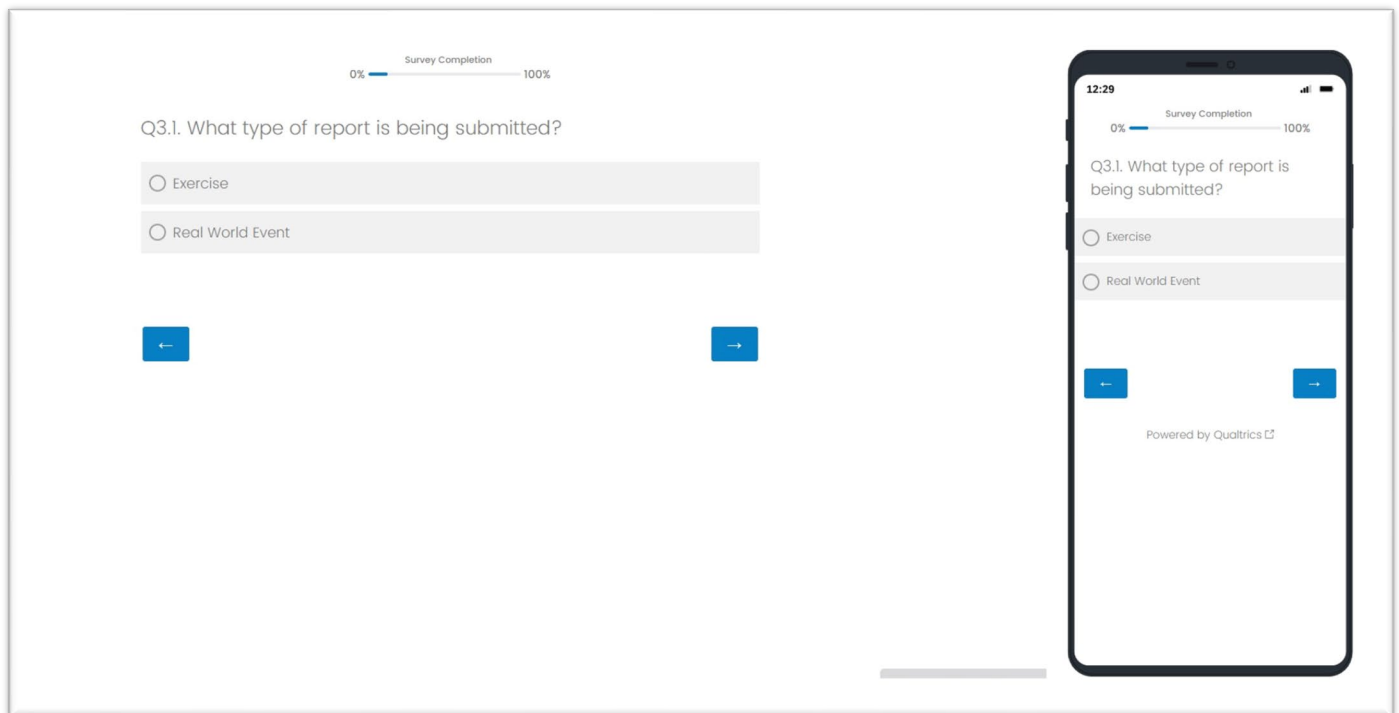 Survey Completion
0% 100%
Q3.1. What type of report is being submitted?
Exercise
Real World Event
←
→
12:29
Survey Completion
0% 100%
Q3.1. What type of report is
being submitted?
Exercise
Real World Event
←
→
Powered by Qualtrics